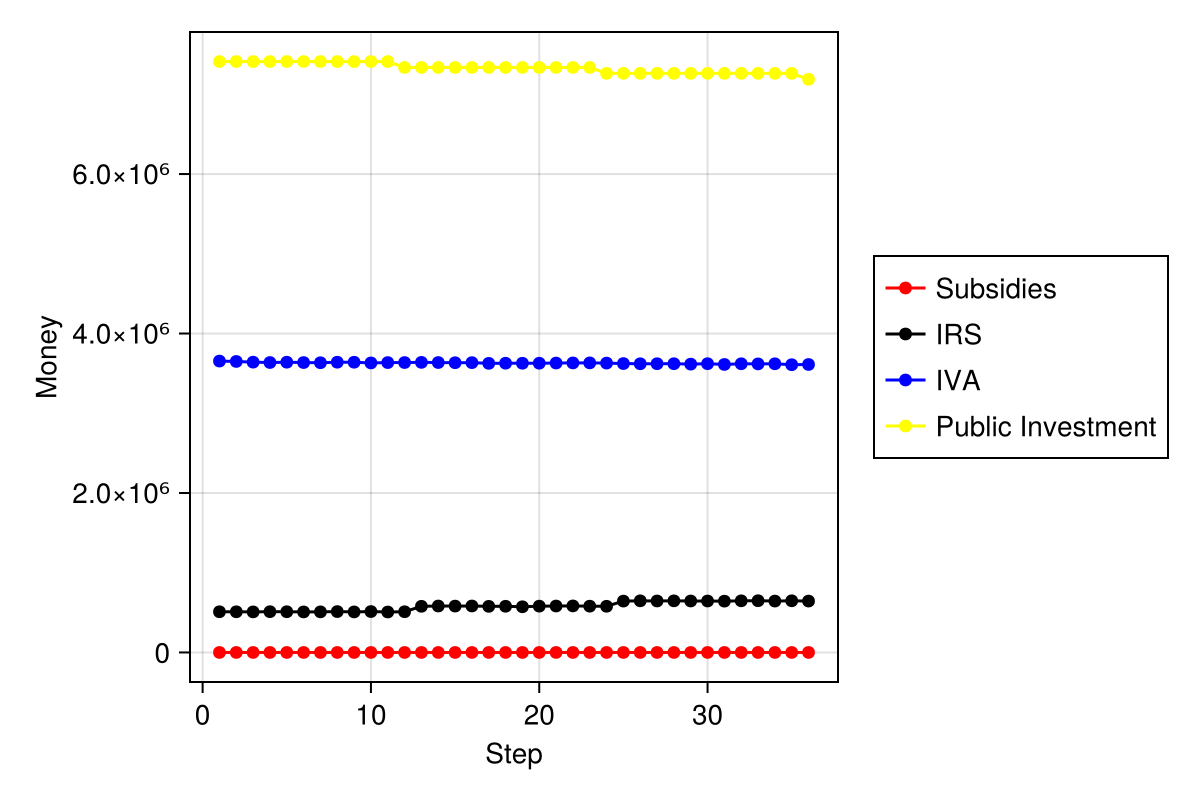 6.0×10⁶
4.0×10⁶
2.0×10⁶
0
Money
0 10 20 30
Step
Subsidies
IRS
IVA
Public Investment